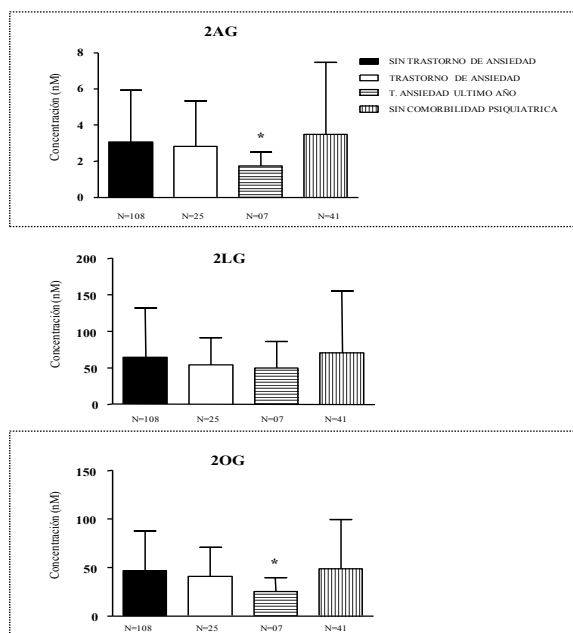 2AG
SIN TRASTORNO DE ANSIEDAD
TRASTORNO DE ANSIEDAD
T. ANSIEDAD ULTIMO AÑO
SIN COMORBILIDAD PSIQUIATRICA
Concentración (nM)
8
6
4
2
0
*
N=108 N=25 N=07 N=41
2LG
Concentración (nM)
200
150
100
50
0
N=108 N=25 N=07 N=41
2OG
Concentración (nM)
150
100
50
0
*
N=108 N=25 N=07 N=41